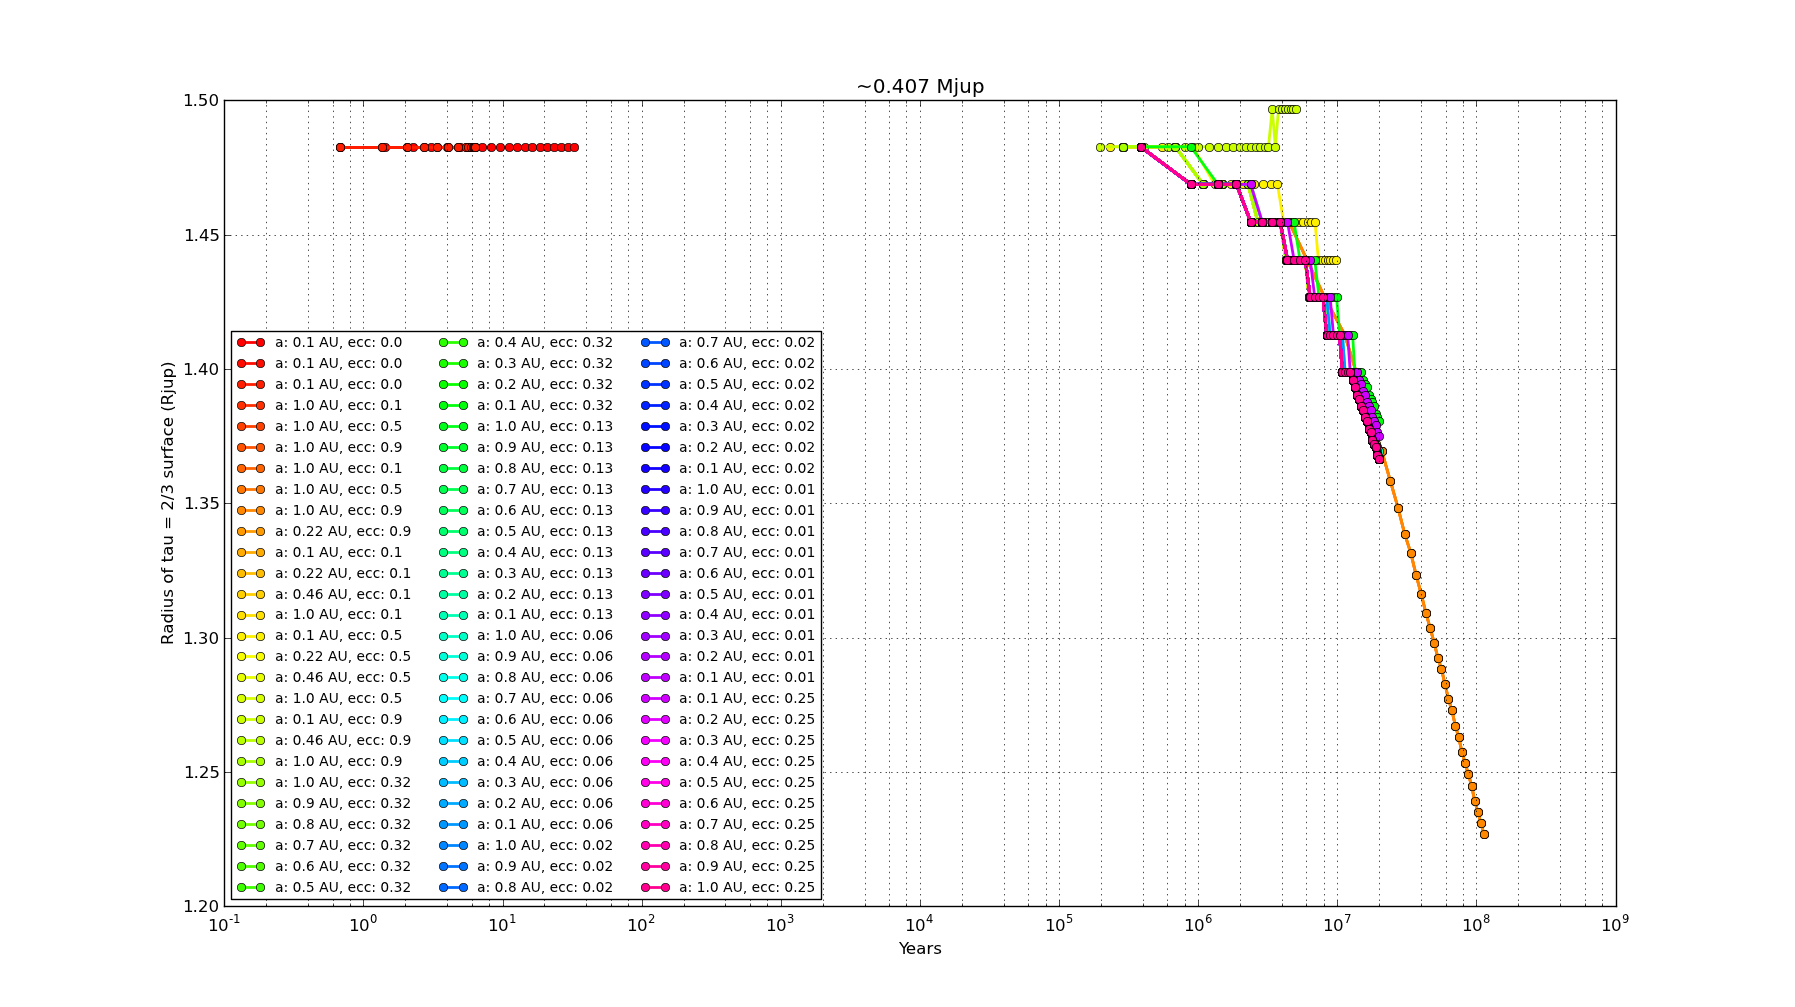 ~0.407 Mjup
1.50
1.45
1.40
1.35
1.30
1.25
1.20
Radius of tau = 2/3 surface (Rjup)
a: 0.1 AU, ecc: 0.0
a: 0.1 AU, ecc: 0.0
a: 0.1 AU, ecc: 0.0
a: 1.0 AU, ecc: 0.1
a: 1.0 AU, ecc: 0.5
a: 1.0 AU, ecc: 0.9
a: 1.0 AU, ecc: 0.1
a: 1.0 AU, ecc: 0.5
a: 1.0 AU, ecc: 0.9
a: 0.22 AU, ecc: 0.9
a: 0.1 AU, ecc: 0.1
a: 0.22 AU, ecc: 0.1
a: 0.46 AU, ecc: 0.1
a: 1.0 AU, ecc: 0.1
a: 0.1 AU, ecc: 0.5
a: 0.22 AU, ecc: 0.5
a: 0.46 AU, ecc: 0.5
a: 1.0 AU, ecc: 0.5
a: 0.1 AU, ecc: 0.9
a: 0.46 AU, ecc: 0.9
a: 1.0 AU, ecc: 0.9
a: 1.0 AU, ecc: 0.32
a: 0.9 AU, ecc: 0.32
a: 0.8 AU, ecc: 0.32
a: 0.7 AU, ecc: 0.32
a: 0.6 AU, ecc: 0.32
a: 0.5 AU, ecc: 0.32
a: 0.4 AU, ecc: 0.32
a: 0.3 AU, ecc: 0.32
a: 0.2 AU, ecc: 0.32
a: 0.1 AU, ecc: 0.32
a: 1.0 AU, ecc: 0.13
a: 0.9 AU, ecc: 0.13
a: 0.8 AU, ecc: 0.13
a: 0.7 AU, ecc: 0.13
a: 0.6 AU, ecc: 0.13
a: 0.5 AU, ecc: 0.13
a: 0.4 AU, ecc: 0.13
a: 0.3 AU, ecc: 0.13
a: 0.2 AU, ecc: 0.13
a: 0.1 AU, ecc: 0.13
a: 1.0 AU, ecc: 0.06
a: 0.9 AU, ecc: 0.06
a: 0.8 AU, ecc: 0.06
a: 0.7 AU, ecc: 0.06
a: 0.6 AU, ecc: 0.06
a: 0.5 AU, ecc: 0.06
a: 0.4 AU, ecc: 0.06
a: 0.3 AU, ecc: 0.06
a: 0.2 AU, ecc: 0.06
a: 0.1 AU, ecc: 0.06
a: 1.0 AU, ecc: 0.02
a: 0.9 AU, ecc: 0.02
a: 0.8 AU, ecc: 0.02
a: 0.7 AU, ecc: 0.02
a: 0.6 AU, ecc: 0.02
a: 0.5 AU, ecc: 0.02
a: 0.4 AU, ecc: 0.02
a: 0.3 AU, ecc: 0.02
a: 0.2 AU, ecc: 0.02
a: 0.1 AU, ecc: 0.02
a: 1.0 AU, ecc: 0.01
a: 0.9 AU, ecc: 0.01
a: 0.8 AU, ecc: 0.01
a: 0.7 AU, ecc: 0.01
a: 0.6 AU, ecc: 0.01
a: 0.5 AU, ecc: 0.01
a: 0.4 AU, ecc: 0.01
a: 0.3 AU, ecc: 0.01
a: 0.2 AU, ecc: 0.01
a: 0.1 AU, ecc: 0.01
a: 0.1 AU, ecc: 0.25
a: 0.2 AU, ecc: 0.25
a: 0.3 AU, ecc: 0.25
a: 0.4 AU, ecc: 0.25
a: 0.5 AU, ecc: 0.25
a: 0.6 AU, ecc: 0.25
a: 0.7 AU, ecc: 0.25
a: 0.8 AU, ecc: 0.25
a: 0.9 AU, ecc: 0.25
a: 1.0 AU, ecc: 0.25
10^-1 10^0 10^1 10^2 10^3 10^4 10^5 10^6 10^7 10^8 10^9
Years